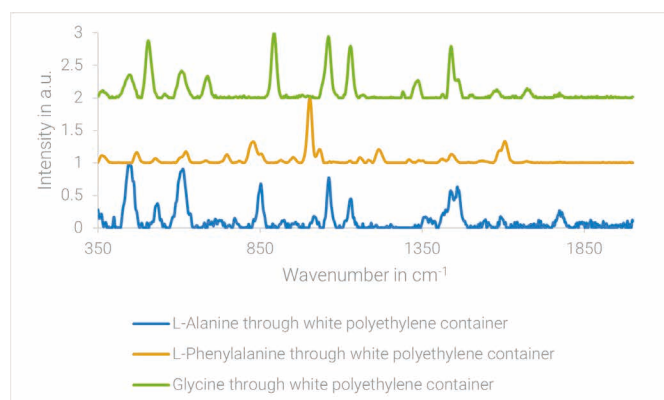 3
2.5
2
1.5
1
0.5
0
Intensity in a.u.
350
850
1350
1850
Wavenumber in cm⁻¹
L-Alanine through white polyethylene container
L-Phenylalanine through white polyethylene container
Glycine through white polyethylene container